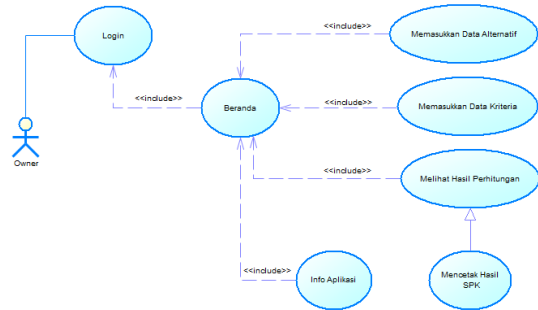 Login
<<include>>
Memasukkan Data Alternatif
<<include>>
Beranda
<<include>>
Memasukkan Data Kriteria
Owner
<<include>>
Melihat Hasil Perhitungan
<<include>>
Info Aplikasi
Mencetak Hasil
SPK